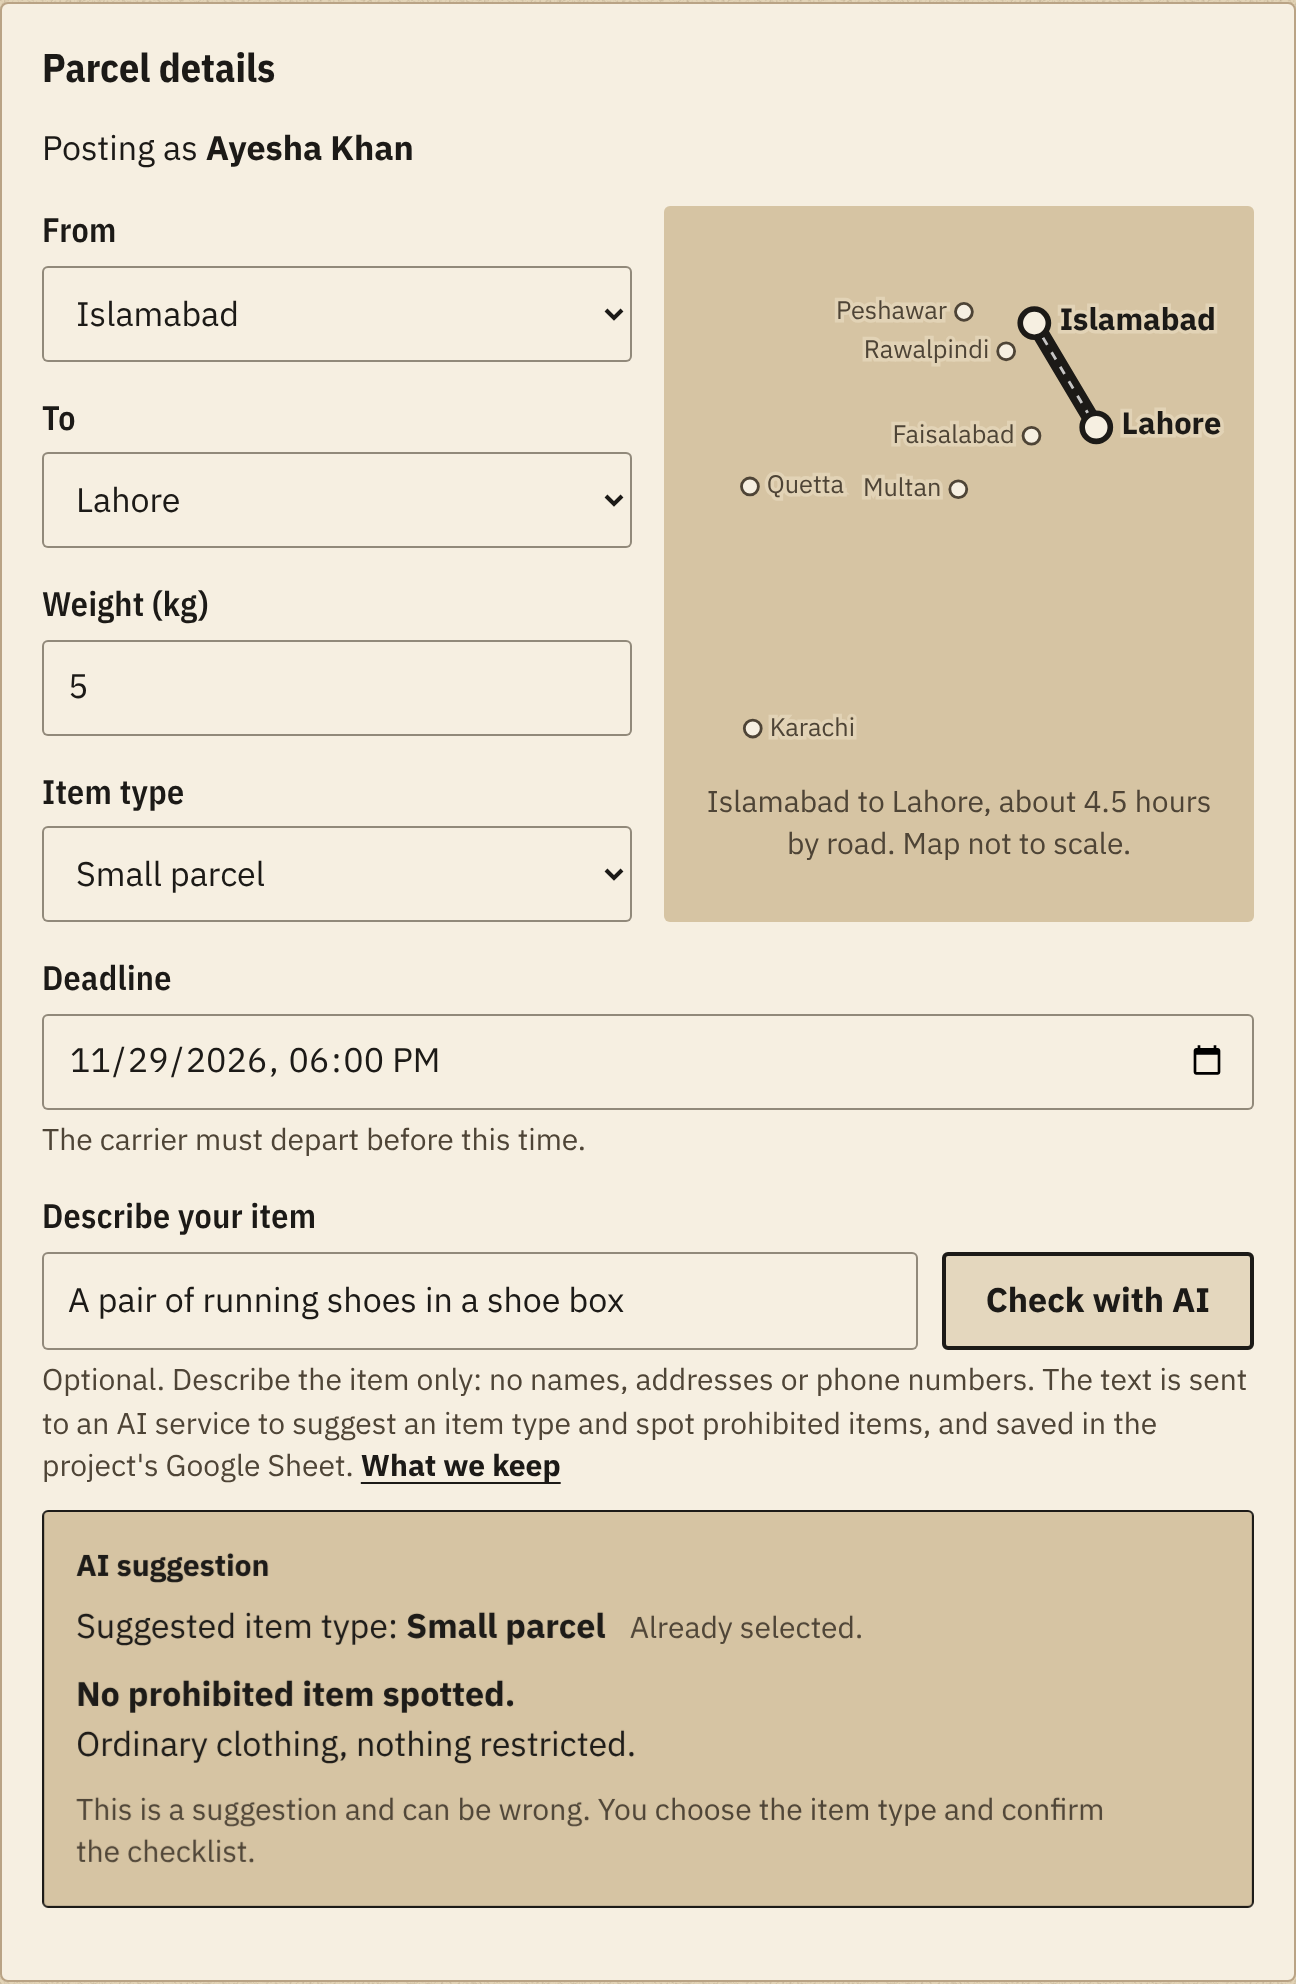 Parcel details
Posting as Ayesha Khan
From
Islamabad
To
Lahore
Weight (kg)
5
Item type
Small parcel
Peshawar
Islamabad
Rawalpindi
Lahore
Faisalabad
Quetta
Multan
Karachi
Islamabad to Lahore, about 4.5 hours
by road. Map not to scale.
Deadline
11/29/2026, 06:00 PM
The carrier must depart before this time.
Describe your item
A pair of running shoes in a shoe box
Check with AI
Optional. Describe the item only: no names, addresses or phone numbers. The text is sent
to an AI service to suggest an item type and spot prohibited items, and saved in the
project's Google Sheet. What we keep
AI suggestion
Suggested item type: Small parcel Already selected.
No prohibited item spotted.
Ordinary clothing, nothing restricted.
This is a suggestion and can be wrong. You choose the item type and confirm
the checklist.